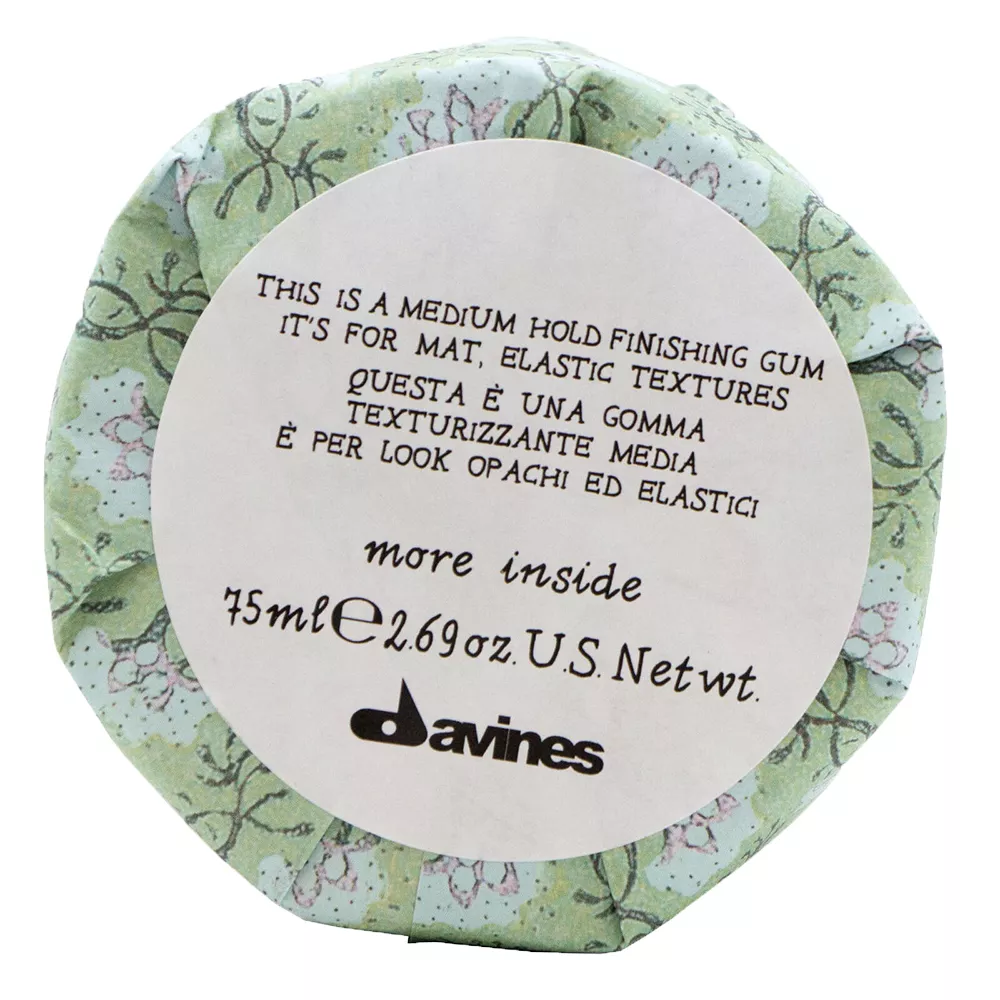 THIS IS A MEDIUM HOLD FINISHING GUM
IT'S FOR MAT, ELASTIC TEXTURES
QUESTA È UNA GOMMA
TEXTURIZZANTE MEDIA
È PER LOOK OPACHI ED ELASTICI
more inside
75ml℮2.69oz.U.S.Netwt.
davines